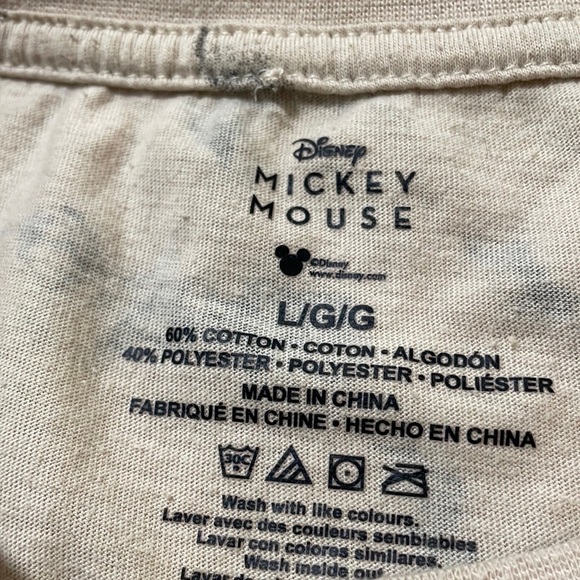 Disney
MICKEY
MOUSE
©Disney
www.disney.com
L/G/G
60% COTTON • COTON • ALGODÓN
40% POLYESTER • POLYESTER • POLIÉSTER
MADE IN CHINA
FABRIQUÉ EN CHINE • HECHO EN CHINA
30C
Wash with like colours.
Laver avec des couleurs semblables
Lavar con colores similares.
Wash inside out